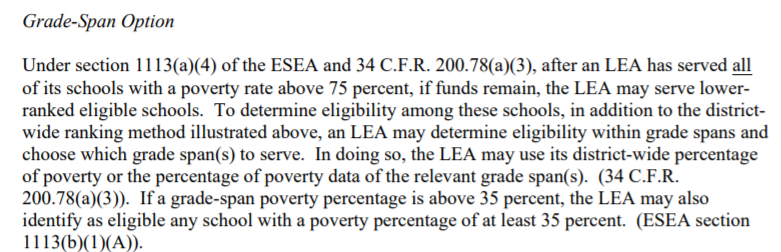 Grade-Span Option
Under section 1113(a)(4) of the ESEA and 34 C.F.R. 200.78(a)(3), after an LEA has served all
of its schools with a poverty rate above 75 percent, if funds remain, the LEA may serve lower-
ranked eligible schools.  To determine eligibility among these schools, in addition to the district-
wide ranking method illustrated above, an LEA may determine eligibility within grade spans and
choose which grade span(s) to serve.  In doing so, the LEA may use its district-wide percentage
of poverty or the percentage of poverty data of the relevant grade span(s).  (34 C.F.R.
200.78(a)(3)).  If a grade-span poverty percentage is above 35 percent, the LEA may also
identify as eligible any school with a poverty percentage of at least 35 percent.  (ESEA section
1113(b)(1)(A)).